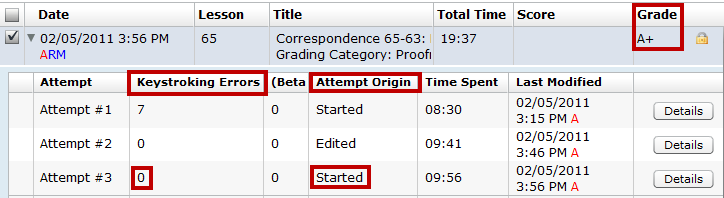 Date Lesson Title Total Time Score Grade
02/05/2011 3:56 PM 65 Correspondence 65-63: 19:37 A+
ARM Grading Category: Proof
Attempt Keystroking Errors (Beta Attempt Origin Time Spent Last Modified
Attempt #1 7 0 Started 08:30 02/05/2011
3:15 PM A Details
Attempt #2 0 0 Edited 09:41 02/05/2011
3:46 PM A Details
Attempt #3 0 0 Started 09:56 02/05/2011
3:56 PM A Details